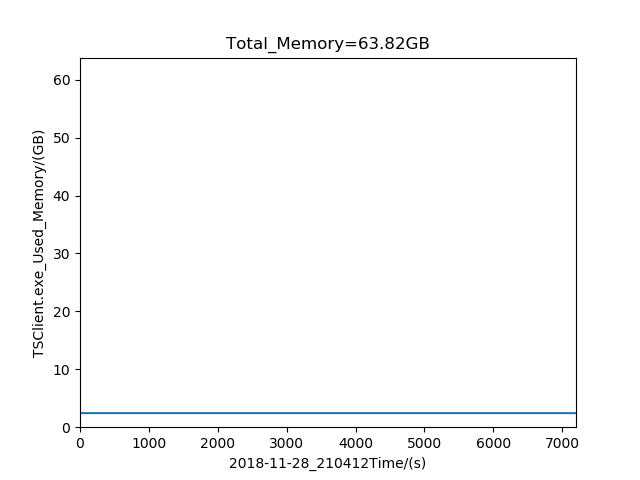 Total_Memory=63.82GB
TSClient.exe_Used_Memory/(GB)
60
50
40
30
20
10
0
0 1000 2000 3000 4000 5000 6000 7000
2018-11-28_210412Time/(s)